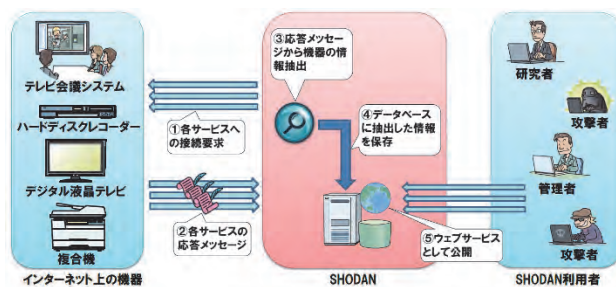 テレビ会議システム
ハードディスクレコーダー
デジタル液晶テレビ
複合機
インターネット上の機器
①各サービスへ
の接続要求
②各サービスの
応答メッセージ
③応答メッセー
ジから機器の情
報抽出
④データベース
に抽出した情報
を保存
⑤ウェブサービス
として公開
SHODAN
研究者
攻撃者
管理者
攻撃者
SHODAN利用者